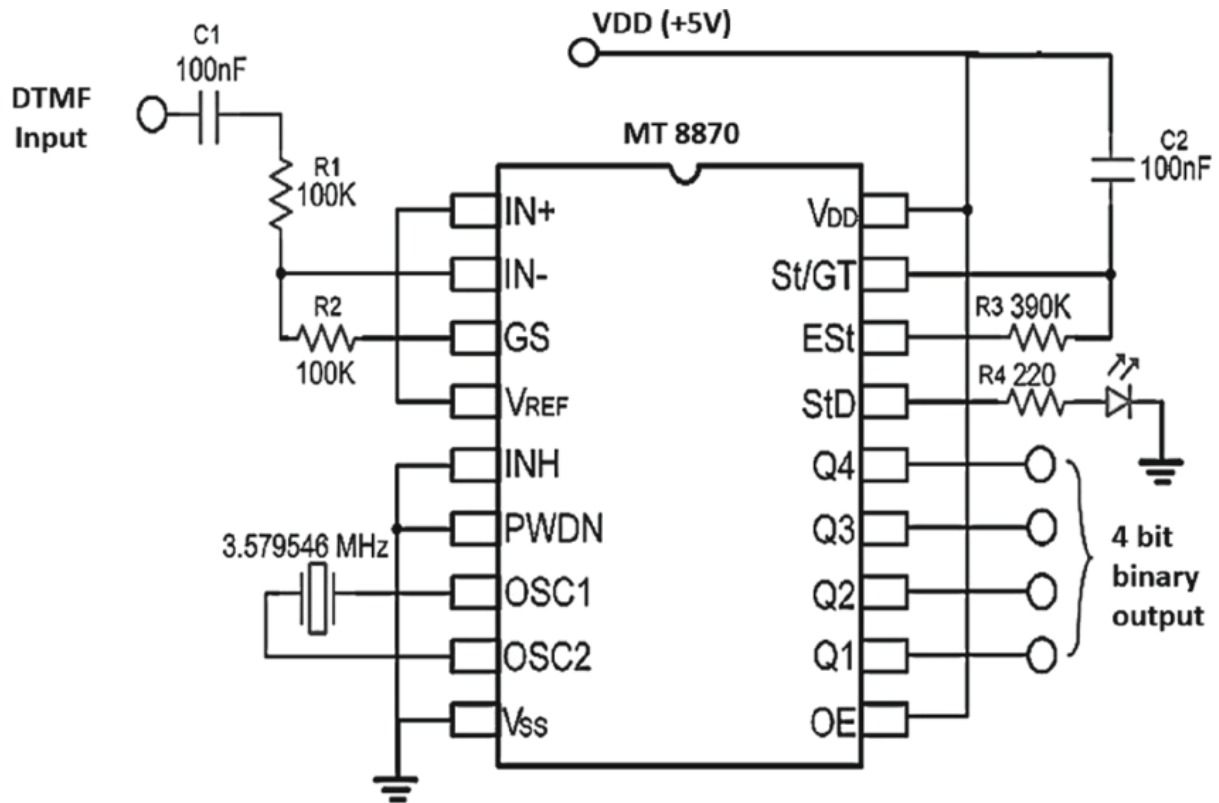 VDD (+5V)
C1
100nF
DTMF
Input
MT 8870
C2
100nF
R1
100K
IN+
VDD
IN-
St/GT
R2
100K
GS
R3 390K
ESt
VREF
R4 220
StD
INH
Q4
3.579546 MHz
PWDN
Q3
4 bit
binary
output
OSC1
Q2
OSC2
Q1
Vss
OE